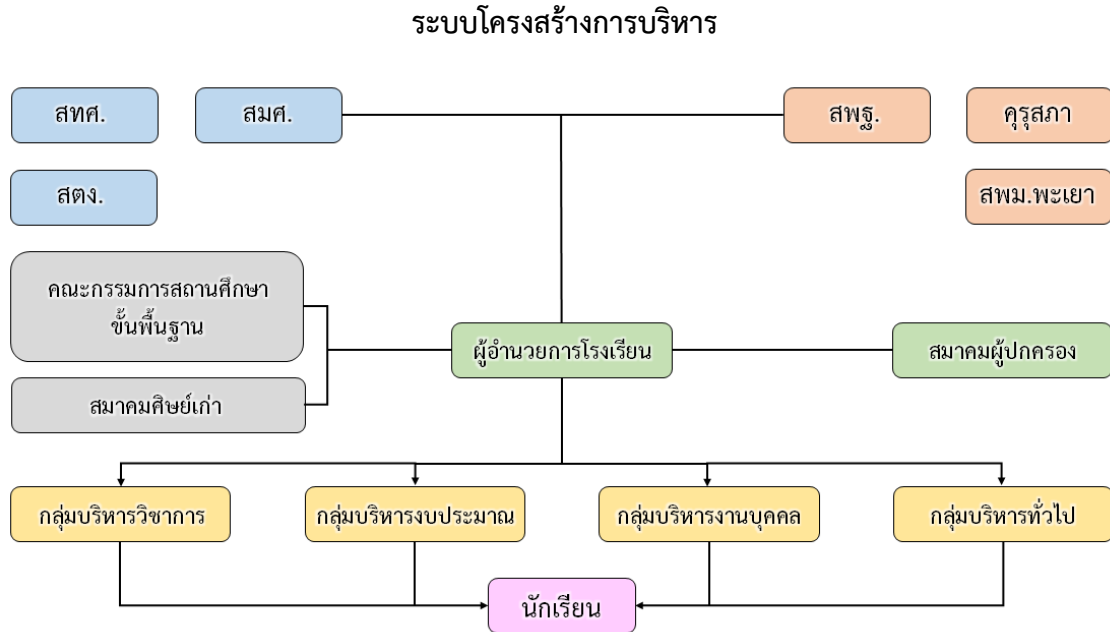 ระบบโครงสร้างการบริหาร
สทศ.
สมศ.
สพฐ.
คุรุสภา
สตง.
สพม.พะเยา
คณะกรรมการสถานศึกษา
ขั้นพื้นฐาน
ผู้อำนวยการโรงเรียน
สมาคมผู้ปกครอง
สมาคมศิษย์เก่า
กลุ่มบริหารวิชาการ
กลุ่มบริหารงบประมาณ
กลุ่มบริหารงานบุคคล
กลุ่มบริหารทั่วไป
นักเรียน